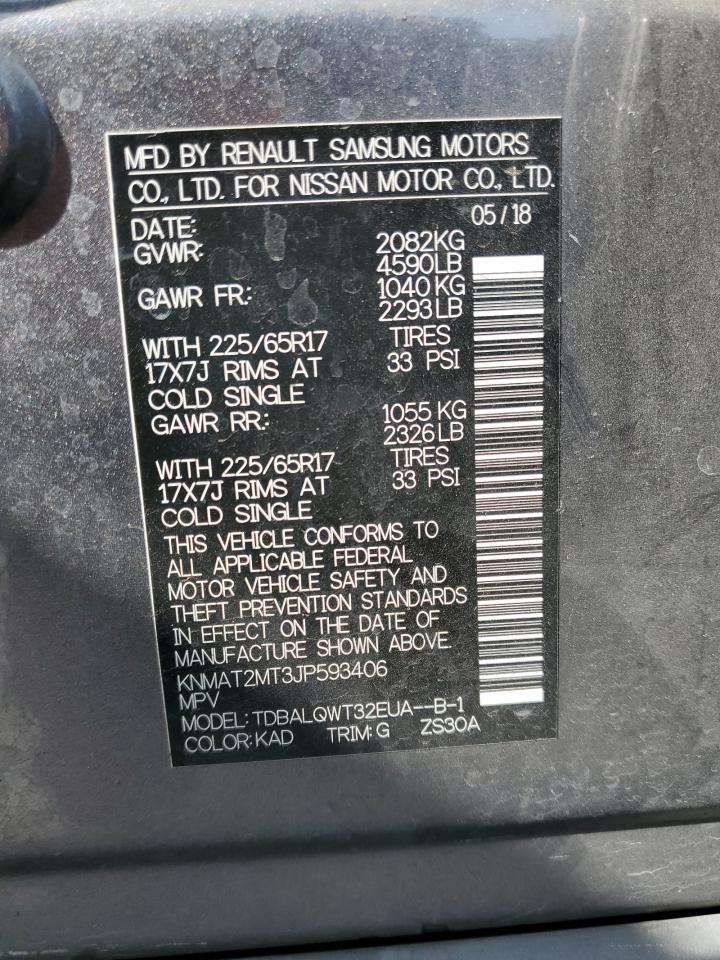 MFD BY RENAULT SAMSUNG MOTORS
CO., LTD. FOR NISSAN MOTOR CO., LTD.
DATE: 05/18
GVWR: 2082KG
4590LB
GAWR FR.: 1040KG
2293LB
WITH 225/65R17 TIRES
17X7J RIMS AT 33 PSI
COLD SINGLE
GAWR RR.: 1055 KG
2326LB
WITH 225/65R17 TIRES
17X7J RIMS AT 33 PSI
COLD SINGLE
THIS VEHICLE CONFORMS TO
ALL APPLICABLE FEDERAL
MOTOR VEHICLE SAFETY AND
THEFT PREVENTION STANDARDS
IN EFFECT ON THE DATE OF
MANUFACTURE SHOWN ABOVE.
KNMAT2MT3JP593406
MPV
MODEL: TDBALQWT32EUA--B-1
COLOR: KAD TRIM: G ZS30A